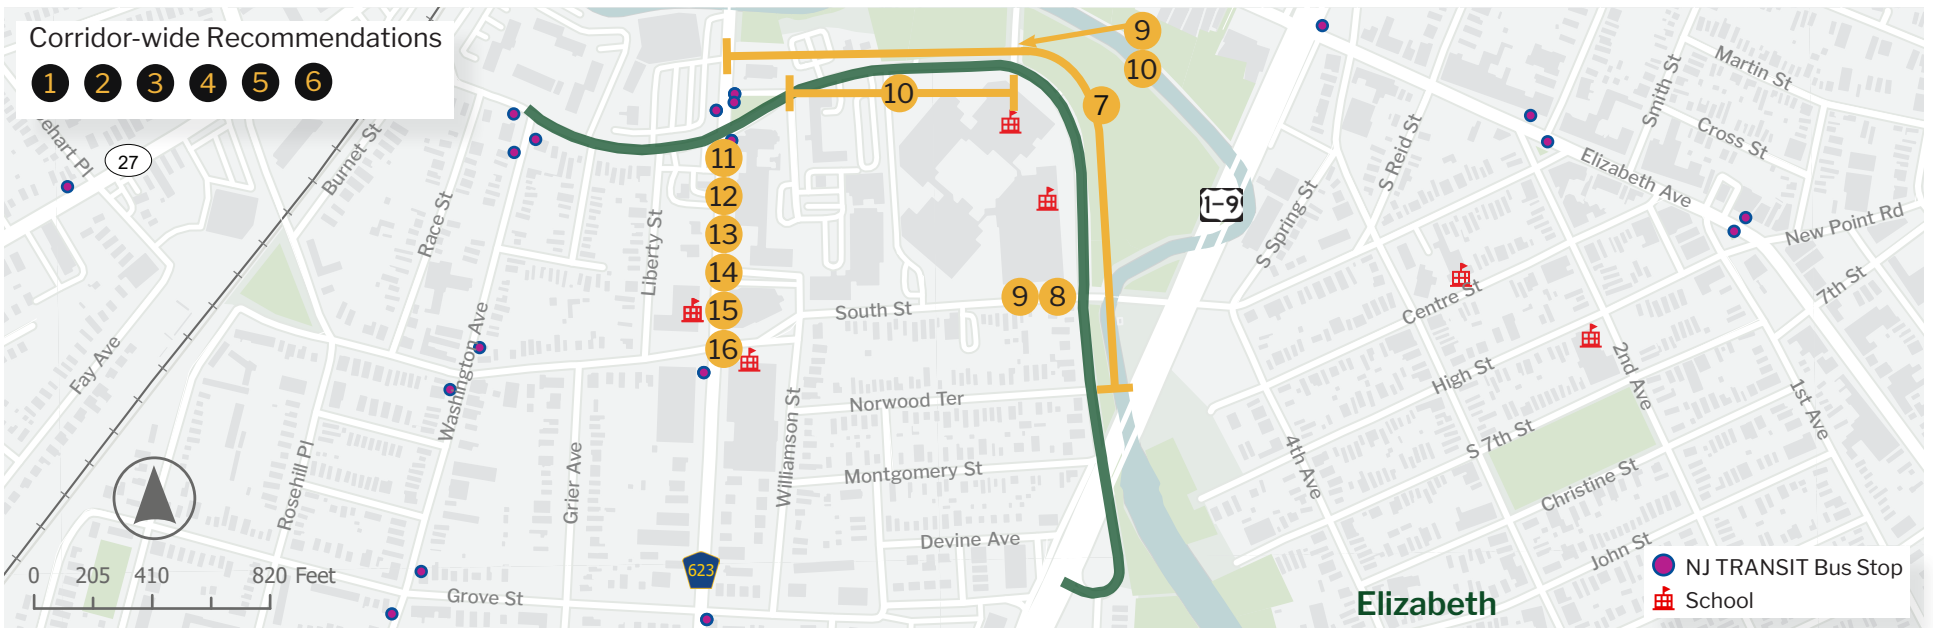 Corridor-wide Recommendations
1 2 3 4 5 6
9
10
7
10
11
12
13
14
15
16
9 8
27
1-9
623
Burnet St
Race St
Liberty St
Washington Ave
Fay Ave
Rosehill Pl
Grier Ave
Williamson St
South St
Norwood Ter
Montgomery St
Devine Ave
Grove St
S Spring St
S Reid St
Smith St
Martin St
Cross St
Elizabeth Ave
New Point Rd
7th St
Centre St
High St
2nd Ave
1st Ave
S 7th St
4th Ave
Christine St
John St
ehart Pl
0 205 410 820 Feet
Elizabeth
NJ TRANSIT Bus Stop
School